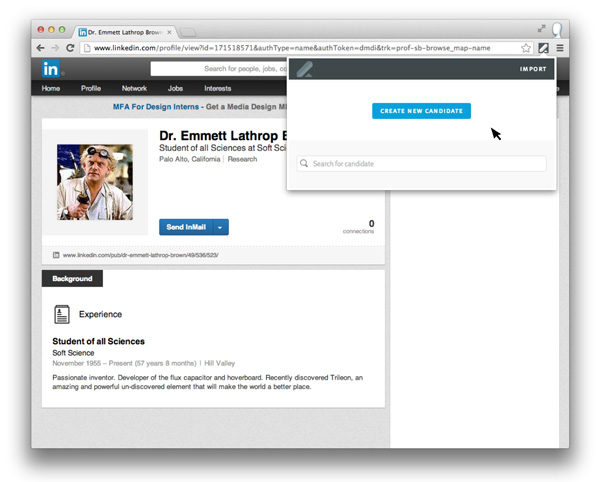 Dr. Emmett Lathrop Brown
www.linkedin.com/profile/view?id=171518571&authType=name&authToken=dmdi&trk=prof-sb-browse_map-name
in
Search for people, jobs, co
IMPORT
Home Profile Network Jobs Interests
CREATE NEW CANDIDATE
MFA For Design Interns - Get a Media Design M
Search for candidate
Dr. Emmett Lathrop
Student of all Sciences at Soft Sci
Palo Alto, California | Research
Send InMail
0
connections
www.linkedin.com/pub/dr-emmett-lathrop-brown/49/536/523/
Background
Experience
Student of all Sciences
Soft Science
November 1955 – Present (57 years 8 months) | Hill Valley
Passionate inventor. Developer of the flux capacitor and hoverboard. Recently discovered Trileon, an
amazing and powerful un-discovered element that will make the world a better place.